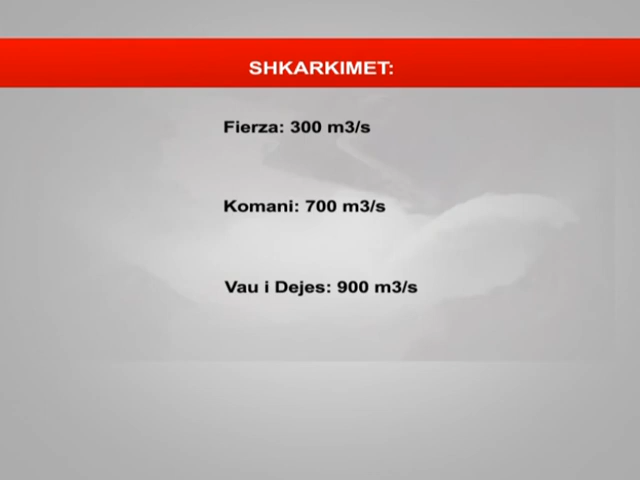 SHKARKIMET:
Fierza: 300 m3/s
Komani: 700 m3/s
Vau i Dejes: 900 m3/s